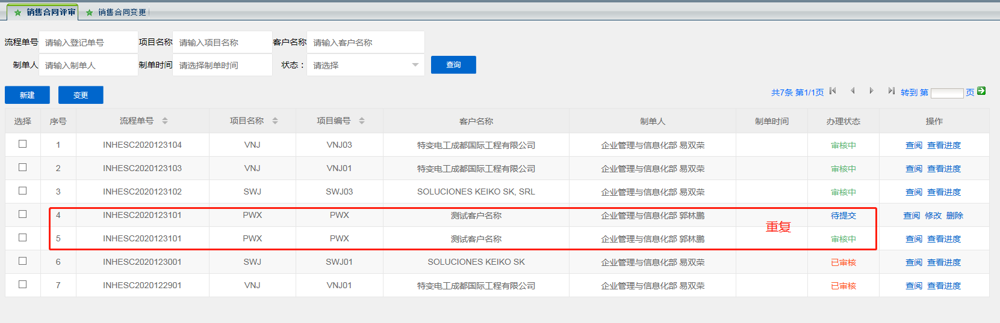 销售合同评审 销售合同变更
流程单号 请输入登记单号 项目名称 请输入项目名称 客户名称 请输入客户名称
制单人 请输入制单人 制单时间 请选择制单时间 状态： 请选择 查询
新建 变更 共7条 第1/1页 转到 第 页
选择 序号 流程单号 项目名称 项目编号 客户名称 制单人 制单时间 办理状态 操作
1 INHESC2020123104 VNJ VNJ03 特变电工成都国际工程有限公司 企业管理与信息化部 易双荣 审核中 查阅 查看进度
2 INHESC2020123103 VNJ VNJ01 特变电工成都国际工程有限公司 企业管理与信息化部 易双荣 审核中 查阅 查看进度
3 INHESC2020123102 SWJ SWJ03 SOLUCIONES KEIKO SK, SRL 企业管理与信息化部 易双荣 审核中 查阅 查看进度
4 INHESC2020123101 PWX PWX 测试客户名称 企业管理与信息化部 郭林鹏 待提交 查阅 修改 删除
重复
5 INHESC2020123101 PWX PWX 测试客户名称 企业管理与信息化部 郭林鹏 审核中 查阅 查看进度
6 INHESC2020123001 SWJ SWJ01 SOLUCIONES KEIKO SK 企业管理与信息化部 易双荣 已审核 查阅 查看进度
7 INHESC2020122901 VNJ VNJ01 特变电工成都国际工程有限公司 企业管理与信息化部 易双荣 已审核 查阅 查看进度